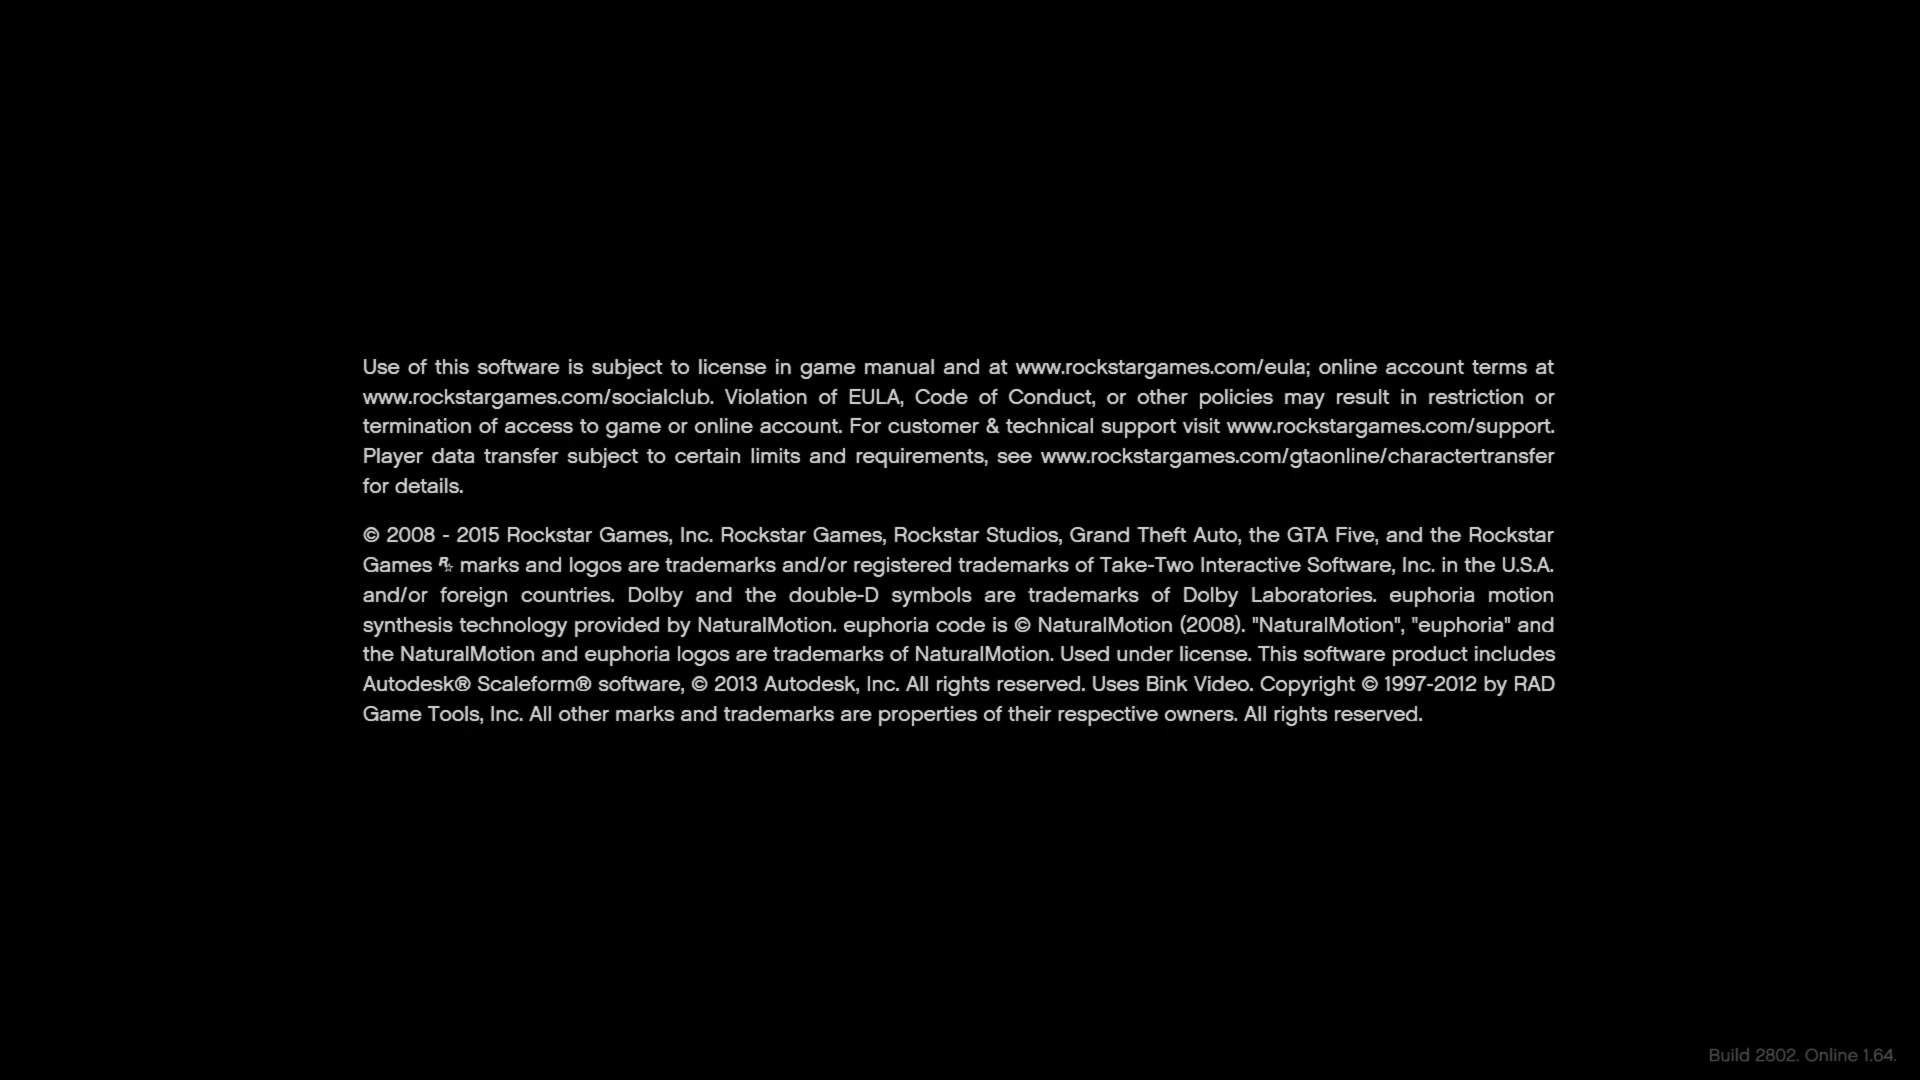 Use of this software is subject to license in game manual and at www.rockstargames.com/eula; online account terms at
www.rockstargames.com/socialclub. Violation of EULA, Code of Conduct, or other policies may result in restriction or
termination of access to game or online account. For customer & technical support visit www.rockstargames.com/support.
Player data transfer subject to certain limits and requirements, see www.rockstargames.com/gtaonline/charactertransfer
for details.
© 2008 - 2015 Rockstar Games, Inc. Rockstar Games, Rockstar Studios, Grand Theft Auto, the GTA Five, and the Rockstar
Games R☆ marks and logos are trademarks and/or registered trademarks of Take-Two Interactive Software, Inc. in the U.S.A.
and/or foreign countries. Dolby and the double-D symbols are trademarks of Dolby Laboratories. euphoria motion
synthesis technology provided by NaturalMotion. euphoria code is © NaturalMotion (2008). "NaturalMotion", "euphoria" and
the NaturalMotion and euphoria logos are trademarks of NaturalMotion. Used under license. This software product includes
Autodesk® Scaleform® software, © 2013 Autodesk, Inc. All rights reserved. Uses Bink Video. Copyright © 1997-2012 by RAD
Game Tools, Inc. All other marks and trademarks are properties of their respective owners. All rights reserved.
Build 2802. Online 1.64.